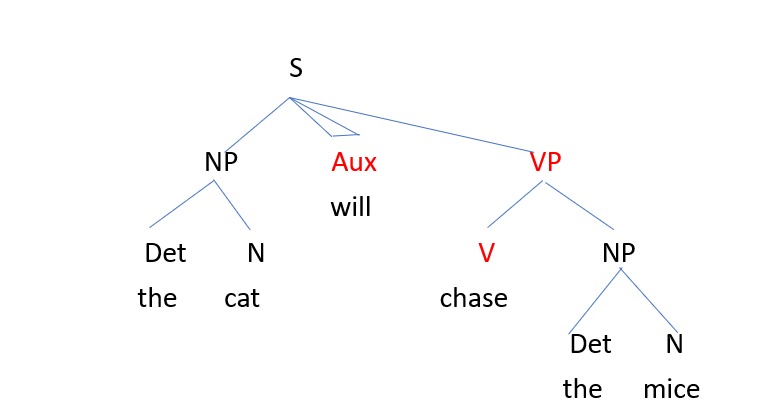 S
NP Aux VP
will
Det N V NP
the cat chase
Det N
the mice